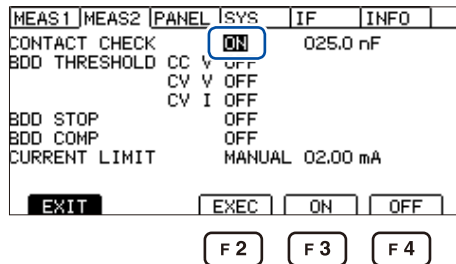 MEAS1 MEAS2 PANEL SYS IF INFO
CONTACT CHECK ON 025.0 nF
BDD THRESHOLD CC V OFF
CV V OFF
CV I OFF
BDD STOP OFF
BDD COMP OFF
CURRENT LIMIT MANUAL 02.00 mA
EXIT EXEC ON OFF
F2 F3 F4